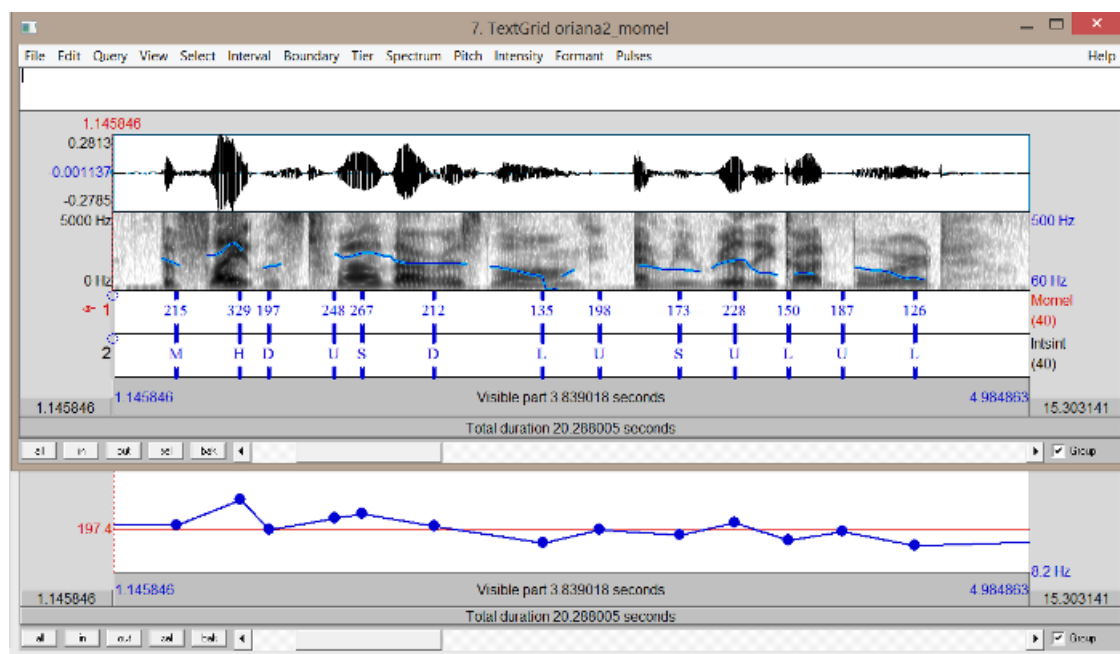 7. TextGrid oriana2_momel
File Edit Query View Select Interval Boundary Tier Spectrum Pitch Intensity Formant Pulses Help
1.145846
0.2813
-0.001137
-0.2785
5000 Hz 500 Hz
0 Hz 60 Hz
1 215 329 197 248 267 212 135 198 173 228 150 187 126 Momel
(40)
2 M H D U S D L U S U L U L Intsint
(40)
1.145846 1.145846 Visible part 3.839018 seconds 4.984863 15.303141
Total duration 20.288005 seconds
all in out sel bak Group
197.4
8.2 Hz
1.145846 1.145846 Visible part 3.839018 seconds 4.984863 15.303141
Total duration 20.288005 seconds
all in out sel bak Group